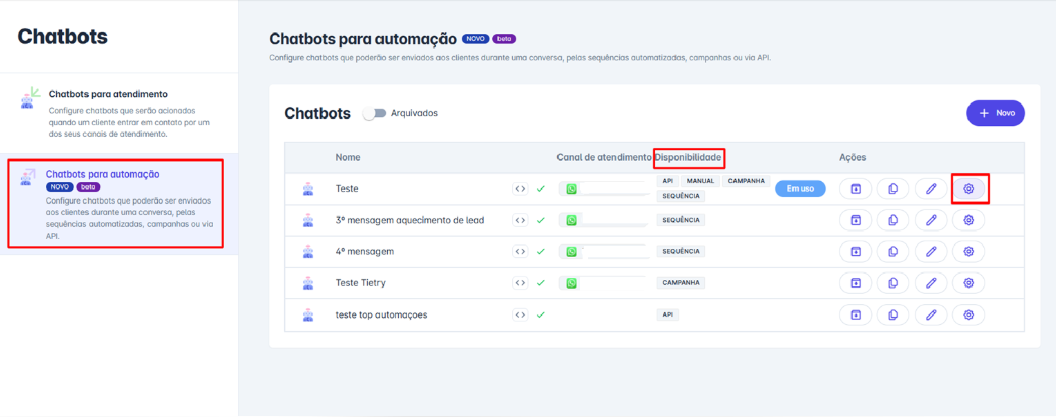 Chatbots
Chatbots para atendimento
Configure chatbots que serão acionados
quando um cliente entrar em contato por um
dos seus canais de atendimento.
Chatbots para automação
NOVO beta
Configure chatbots que poderão ser enviados
aos clientes durante uma conversa, pelas
sequências automatizadas, campanhas ou via
API.
Chatbots para automação NOVO beta
Configure chatbots que poderão ser enviados aos clientes durante uma conversa, pelas sequências automatizadas, campanhas ou via API.
Chatbots Arquivados
+ Novo
Nome Canal de atendimento Disponibilidade Ações
Teste API MANUAL CAMPANHA Em uso
SEQUÊNCIA
3º mensagem aquecimento de lead SEQUÊNCIA
4º mensagem SEQUÊNCIA
Teste Tietry CAMPANHA
teste top automaçoes API